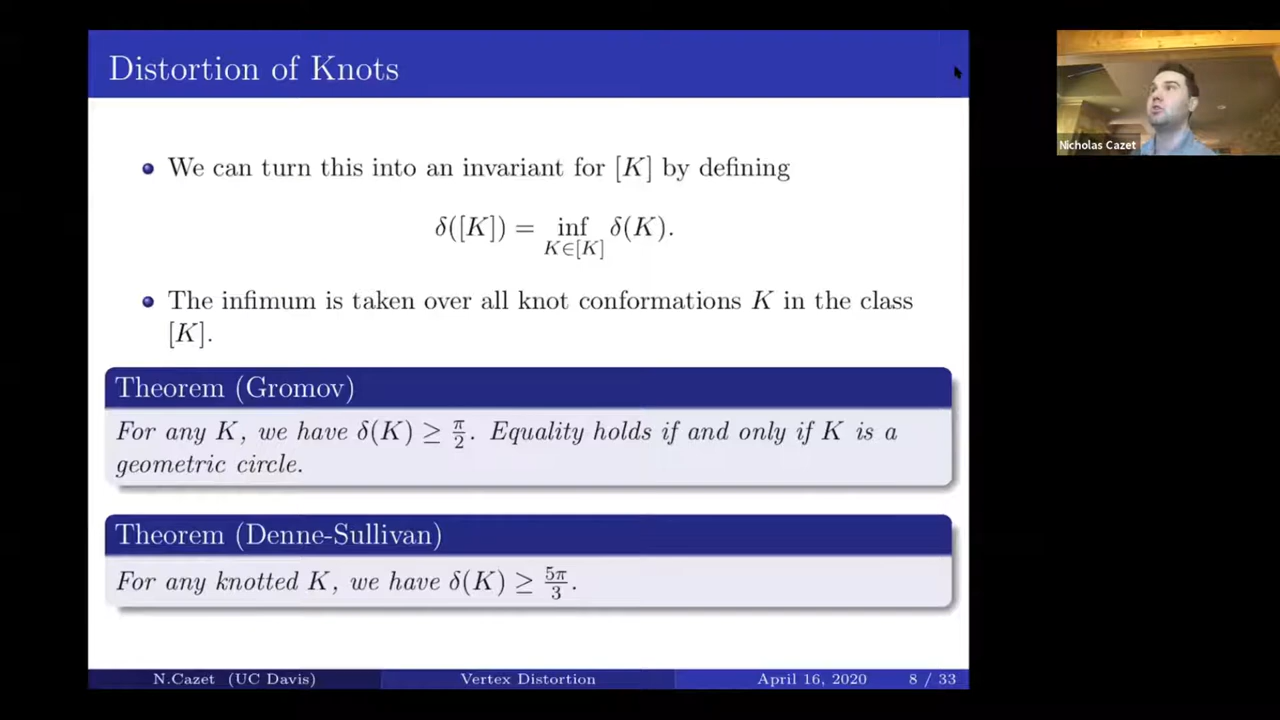 Distortion of Knots
We can turn this into an invariant for [K] by defining
δ([K]) = inf δ(K).
K∈[K]
The infimum is taken over all knot conformations K in the class
[K].
Theorem (Gromov)
For any K, we have δ(K) ≥ π/2. Equality holds if and only if K is a
geometric circle.
Theorem (Denne-Sullivan)
For any knotted K, we have δ(K) ≥ 5π/3.
N.Cazet (UC Davis) Vertex Distortion April 16, 2020 8 / 33
Nicholas Cazet